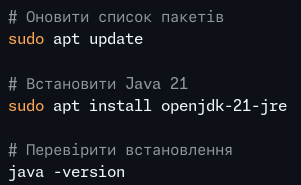 # Оновити список пакетів
sudo apt update
# Встановити Java 21
sudo apt install openjdk-21-jre
# Перевірити встановлення
java -version